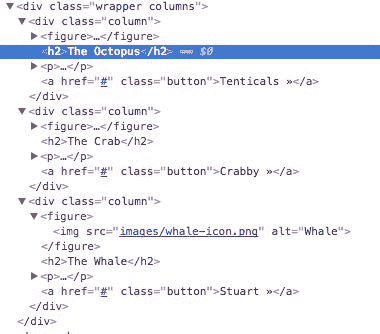 ▼<div class="wrapper columns">
▼<div class="column">
▶<figure>…</figure>
<h2>The Octopus</h2> == $0
▶<p>…</p>
<a href="#" class="button">Tenticals »</a>
</div>
▼<div class="column">
▶<figure>…</figure>
<h2>The Crab</h2>
▶<p>…</p>
<a href="#" class="button">Crabby »</a>
</div>
▼<div class="column">
▼<figure>
<img src="images/whale-icon.png" alt="Whale">
</figure>
<h2>The Whale</h2>
▶<p>…</p>
<a href="#" class="button">Stuart »</a>
</div>
</div>